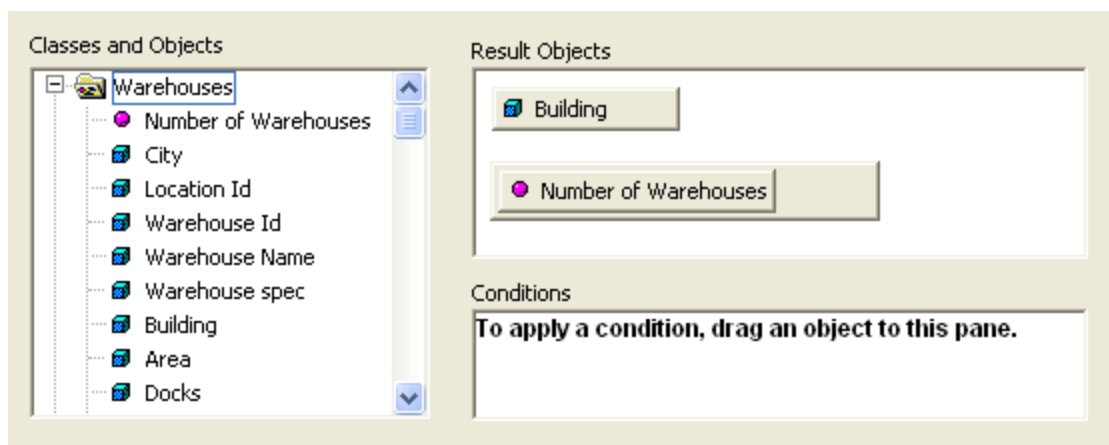 Classes and Objects
Warehouses
Number of Warehouses
City
Location Id
Warehouse Id
Warehouse Name
Warehouse spec
Building
Area
Docks
Result Objects
Building
Number of Warehouses
Conditions
To apply a condition, drag an object to this pane.